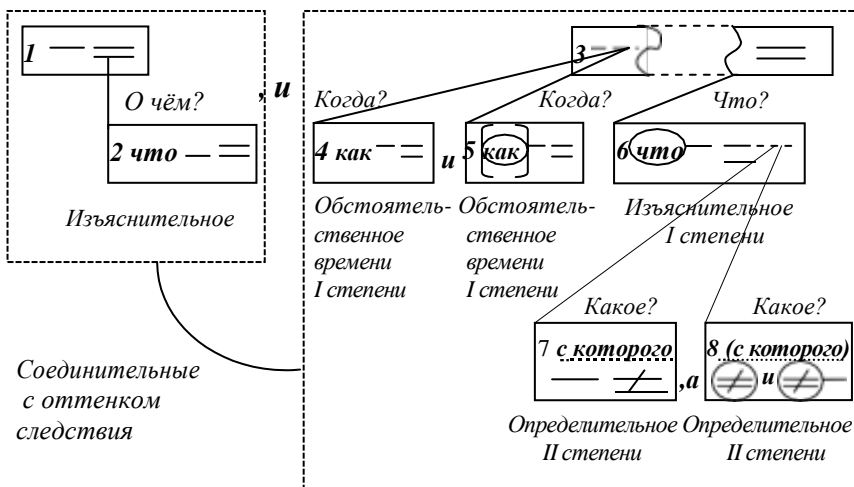 1
3
, и
О чём?
Когда?
Когда?
Что?
2 что
4 как
и
5 как
6 что
Изъяснительное
Обстоятель-
ственное
времени
I степени
Обстоятель-
ственное
времени
I степени
Изъяснительное
I степени
Какое?
Какое?
7 с которого
,а
8 (с которого)
и
Соединительные
с оттенком
следствия
Определительное
II степени
Определительное
II степени